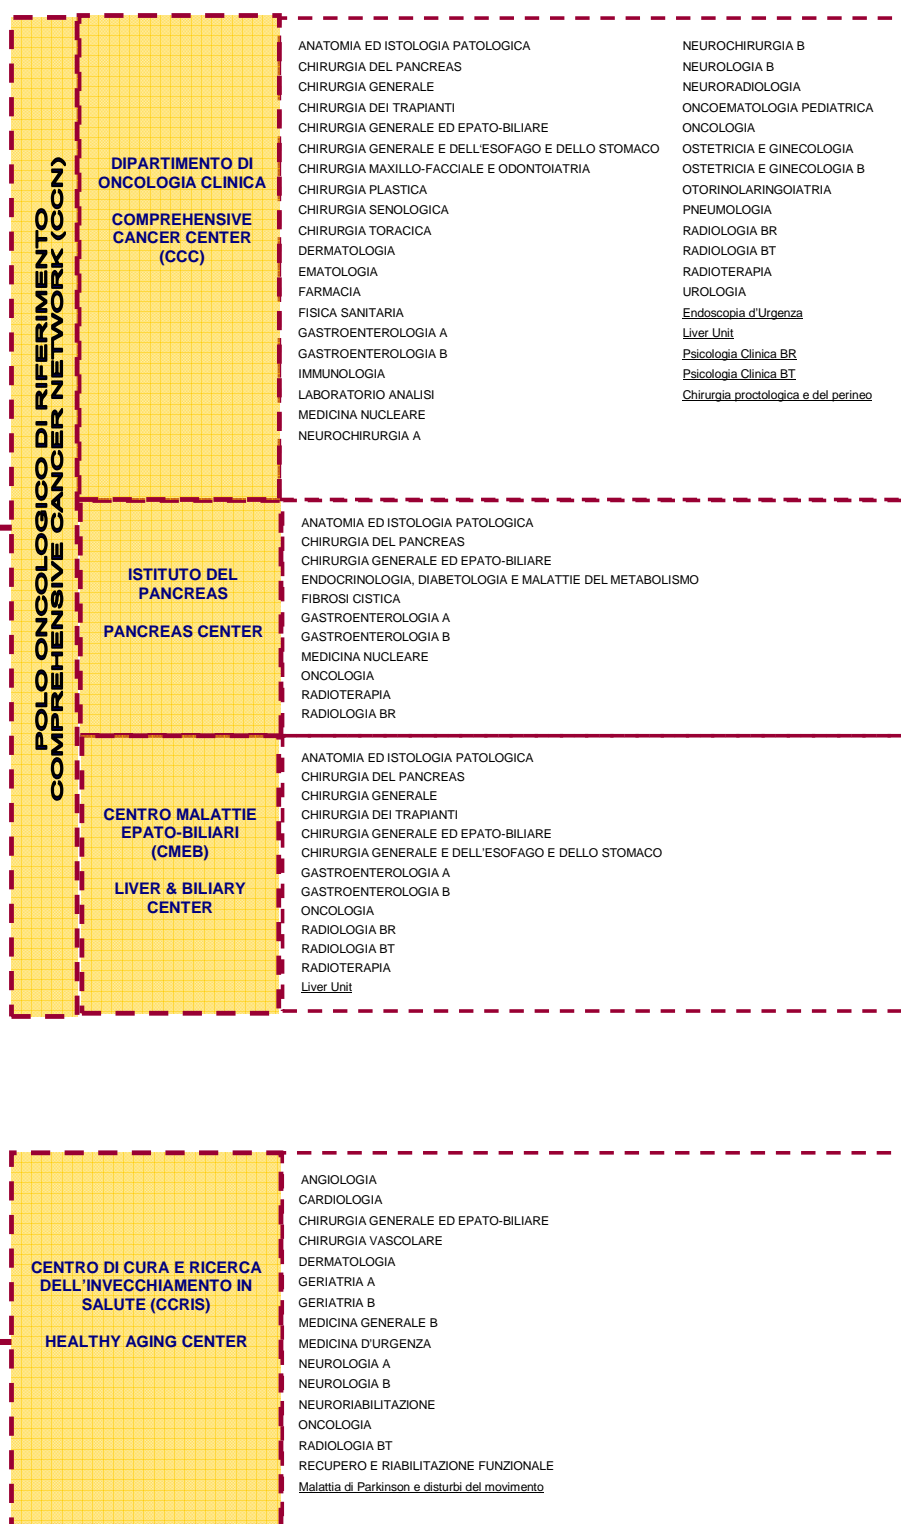 POLO ONCOLOGICO DI RIFERIMENTO
COMPREHENSIVE CANCER NETWORK (CCN)
DIPARTIMENTO DI
ONCOLOGIA CLINICA
COMPREHENSIVE
CANCER CENTER
(CCC)
ANATOMIA ED ISTOLOGIA PATOLOGICA
CHIRURGIA DEL PANCREAS
CHIRURGIA GENERALE
CHIRURGIA DEI TRAPIANTI
CHIRURGIA GENERALE ED EPATO-BILIARE
CHIRURGIA GENERALE E DELL'ESOFAGO E DELLO STOMACO
CHIRURGIA MAXILLO-FACCIALE E ODONTOIATRIA
CHIRURGIA PLASTICA
CHIRURGIA SENOLOGICA
CHIRURGIA TORACICA
DERMATOLOGIA
EMATOLOGIA
FARMACIA
FISICA SANITARIA
GASTROENTEROLOGIA A
GASTROENTEROLOGIA B
IMMUNOLOGIA
LABORATORIO ANALISI
MEDICINA NUCLEARE
NEUROCHIRURGIA A
NEUROCHIRURGIA B
NEUROLOGIA B
NEURORADIOLOGIA
ONCOEMATOLOGIA PEDIATRICA
ONCOLOGIA
OSTETRICIA E GINECOLOGIA
OSTETRICIA E GINECOLOGIA B
OTORINOLARINGOIATRIA
PNEUMOLOGIA
RADIOLOGIA BR
RADIOLOGIA BT
RADIOTERAPIA
UROLOGIA
Endoscopia d'Urgenza
Liver Unit
Psicologia Clinica BR
Psicologia Clinica BT
Chirurgia proctologica e del perineo
ISTITUTO DEL
PANCREAS
PANCREAS CENTER
ANATOMIA ED ISTOLOGIA PATOLOGICA
CHIRURGIA DEL PANCREAS
CHIRURGIA GENERALE ED EPATO-BILIARE
ENDOCRINOLOGIA, DIABETOLOGIA E MALATTIE DEL METABOLISMO
FIBROSI CISTICA
GASTROENTEROLOGIA A
GASTROENTEROLOGIA B
MEDICINA NUCLEARE
ONCOLOGIA
RADIOTERAPIA
RADIOLOGIA BR
CENTRO MALATTIE
EPATO-BILIARI
(CMEB)
LIVER & BILIARY
CENTER
ANATOMIA ED ISTOLOGIA PATOLOGICA
CHIRURGIA DEL PANCREAS
CHIRURGIA GENERALE
CHIRURGIA DEI TRAPIANTI
CHIRURGIA GENERALE ED EPATO-BILIARE
CHIRURGIA GENERALE E DELL'ESOFAGO E DELLO STOMACO
GASTROENTEROLOGIA A
GASTROENTEROLOGIA B
ONCOLOGIA
RADIOLOGIA BR
RADIOLOGIA BT
RADIOTERAPIA
Liver Unit
CENTRO DI CURA E RICERCA
DELL'INVECCHIAMENTO IN
SALUTE (CCRIS)
HEALTHY AGING CENTER
ANGIOLOGIA
CARDIOLOGIA
CHIRURGIA GENERALE ED EPATO-BILIARE
CHIRURGIA VASCOLARE
DERMATOLOGIA
GERIATRIA A
GERIATRIA B
MEDICINA GENERALE B
MEDICINA D'URGENZA
NEUROLOGIA A
NEUROLOGIA B
NEURORIABILITAZIONE
ONCOLOGIA
RADIOLOGIA BT
RECUPERO E RIABILITAZIONE FUNZIONALE
Malattia di Parkinson e disturbi del movimento